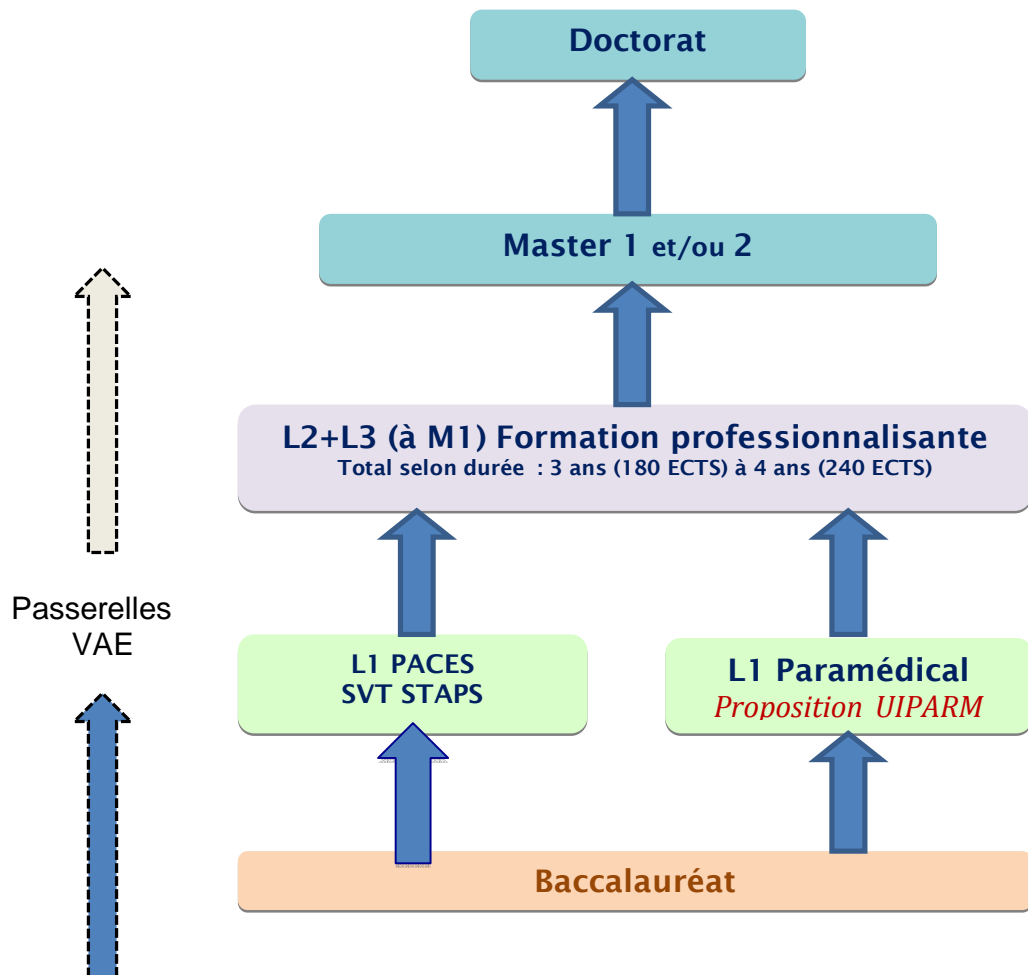 Doctorat
Master 1 et/ou 2
L2+L3 (à M1) Formation professionnalisante
Total selon durée : 3 ans (180 ECTS) à 4 ans (240 ECTS)
Passerelles
VAE
L1 PACES
SVT STAPS
L1 Paramédical
Proposition UIPARM
Baccalauréat